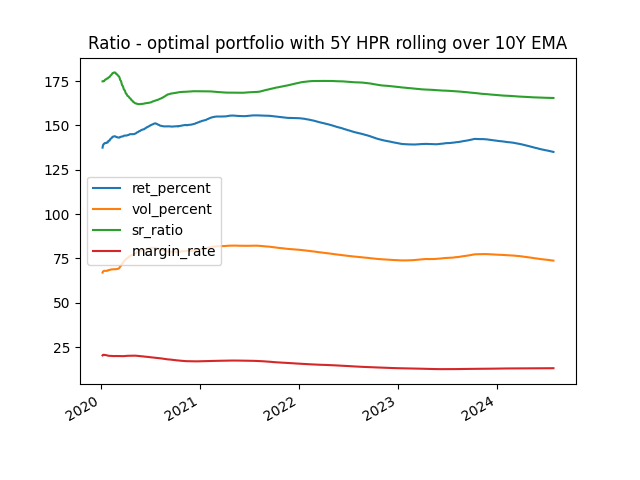 Ratio - optimal portfolio with 5Y HPR rolling over 10Y EMA
175
150
125
100
75
50
25
ret_percent
vol_percent
sr_ratio
margin_rate
2020
2021
2022
2023
2024